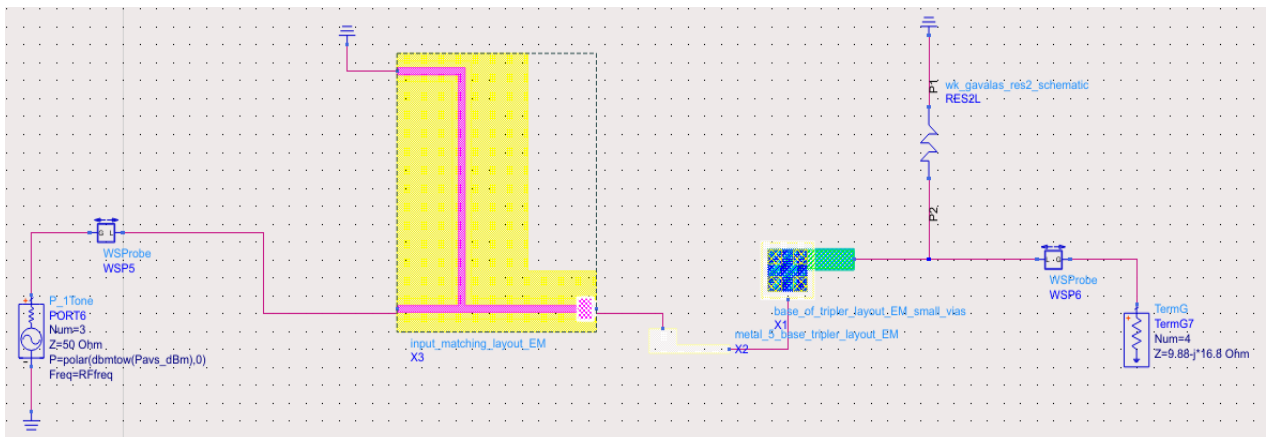 wk_gavalas_res2_schematic
RES2L
P1
P2
G L
WSProbe
WSP5
L G
WSProbe
WSP6
P_1Tone
PORT6
Num=3
Z=50 Ohm
P=polar(dbmtow(Pavs_dBm),0)
Freq=RFfreq
input_matching_layout_EM
X3
base_of_tripler_layout_EM_small_vias
X1
metal_5_base_tripler_layout_EM
X2
TermG
TermG7
Num=4
Z=9.88-j*16.8 Ohm